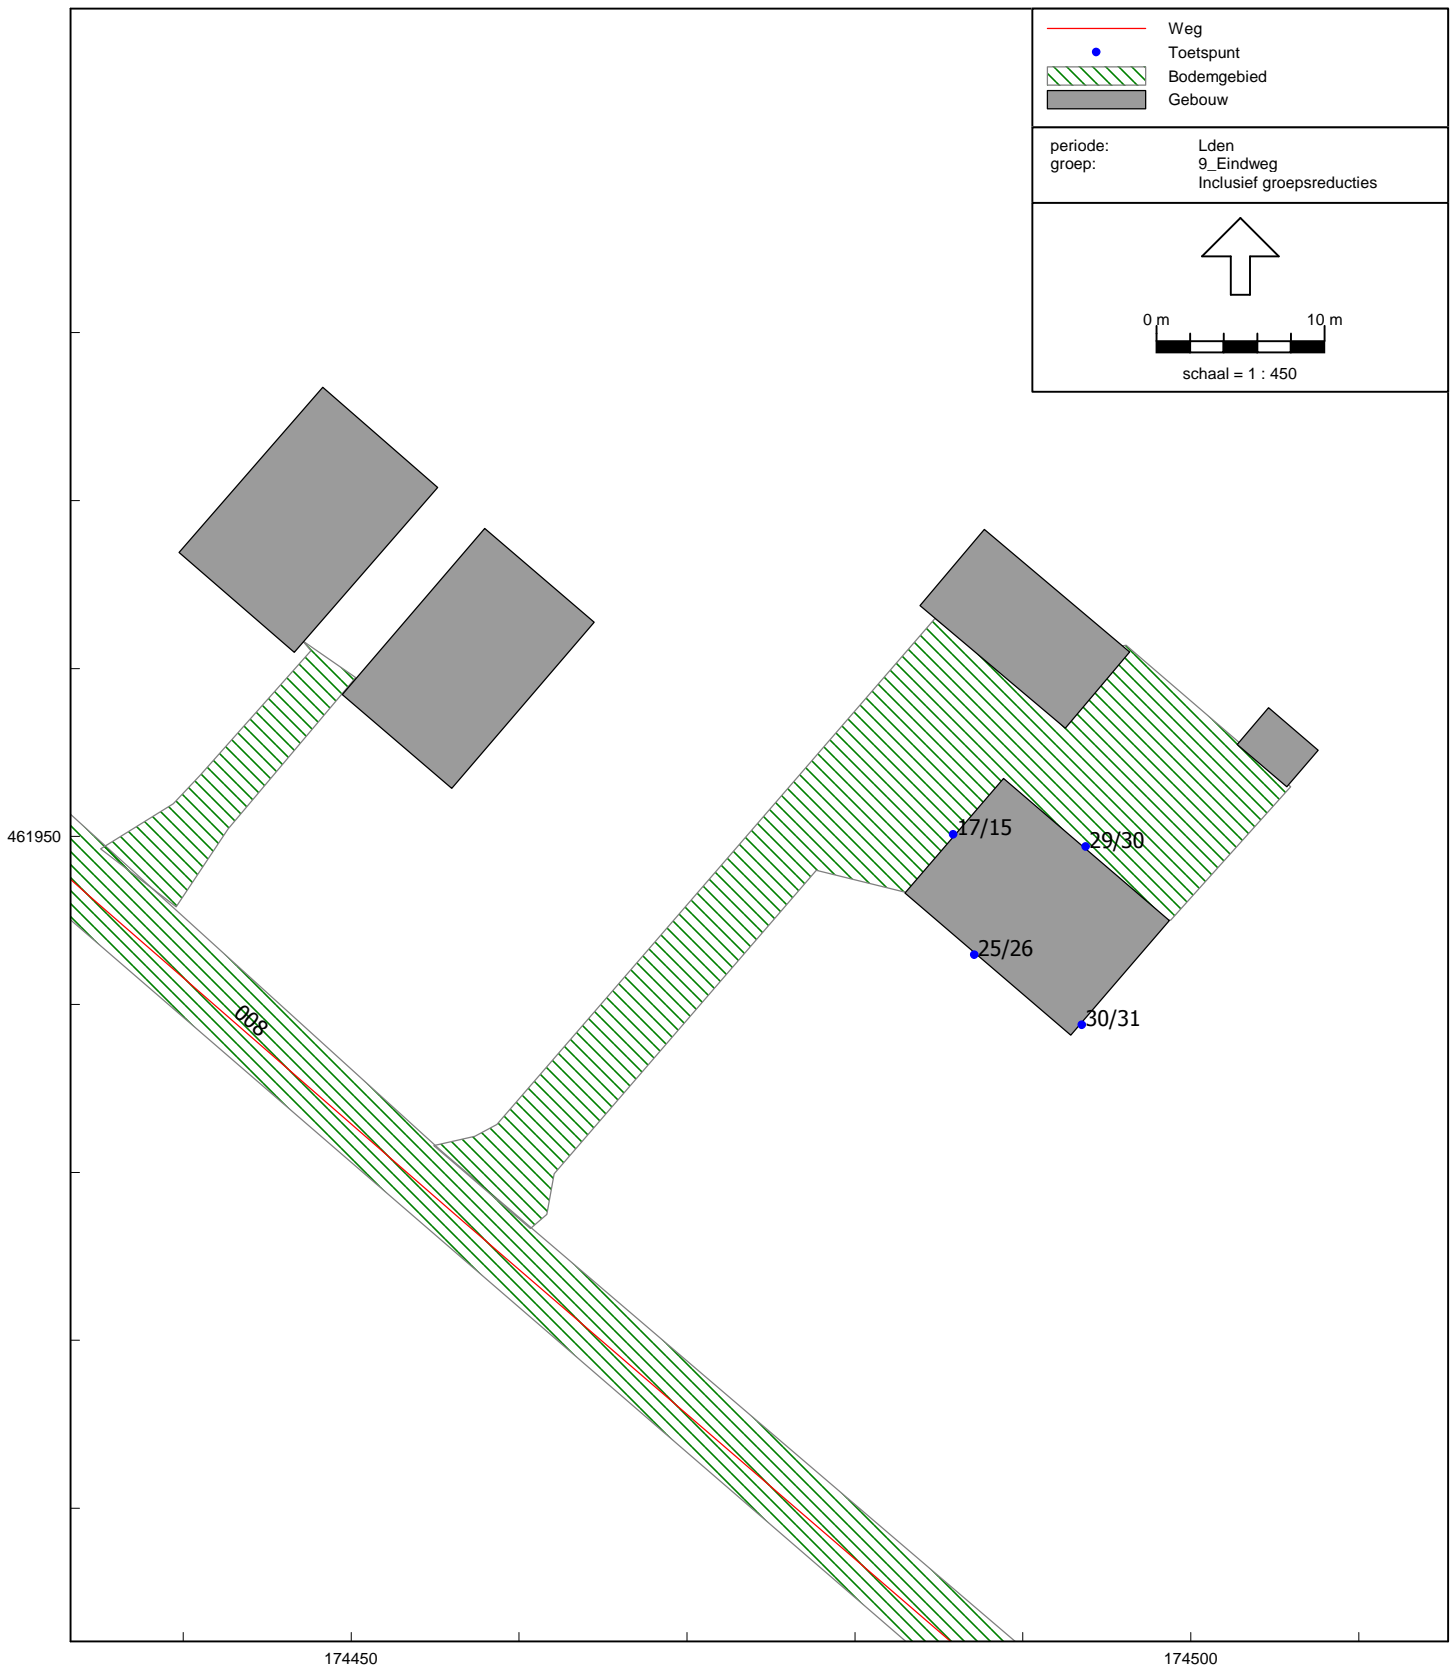 Weg
Toetspunt
Bodemgebied
Gebouw
periode: Lden
groep: 9_Eindweg
Inclusief groepsreducties
0 m 10 m
schaal = 1 : 450
461950
17/15
29/30
25/26
30/31
008
174450
174500